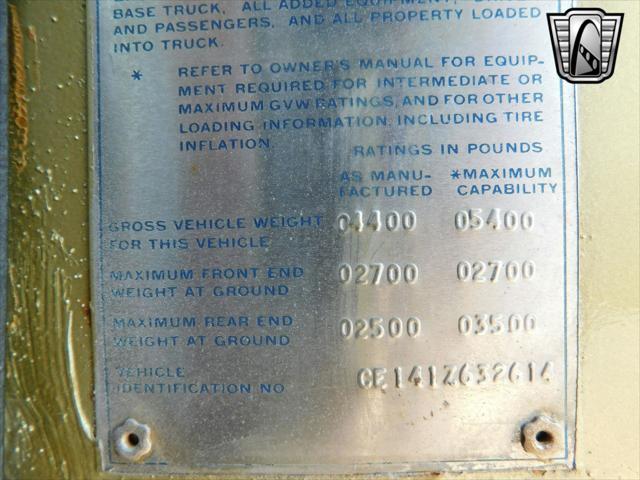 BASE TRUCK, ALL ADDED EQUIPMENT,
AND PASSENGERS, AND ALL PROPERTY LOADED
INTO TRUCK.
* REFER TO OWNER'S MANUAL FOR EQUIP-
MENT REQUIRED FOR INTERMEDIATE OR
MAXIMUM GVW RATINGS, AND FOR OTHER
LOADING INFORMATION, INCLUDING TIRE
INFLATION.
RATINGS IN POUNDS
AS MANU- *MAXIMUM
FACTURED CAPABILITY
GROSS VEHICLE WEIGHT 04400 05400
FOR THIS VEHICLE
MAXIMUM FRONT END 02700 02700
WEIGHT AT GROUND
MAXIMUM REAR END 02500 03500
WEIGHT AT GROUND
VEHICLE CE141Z632614
IDENTIFICATION NO